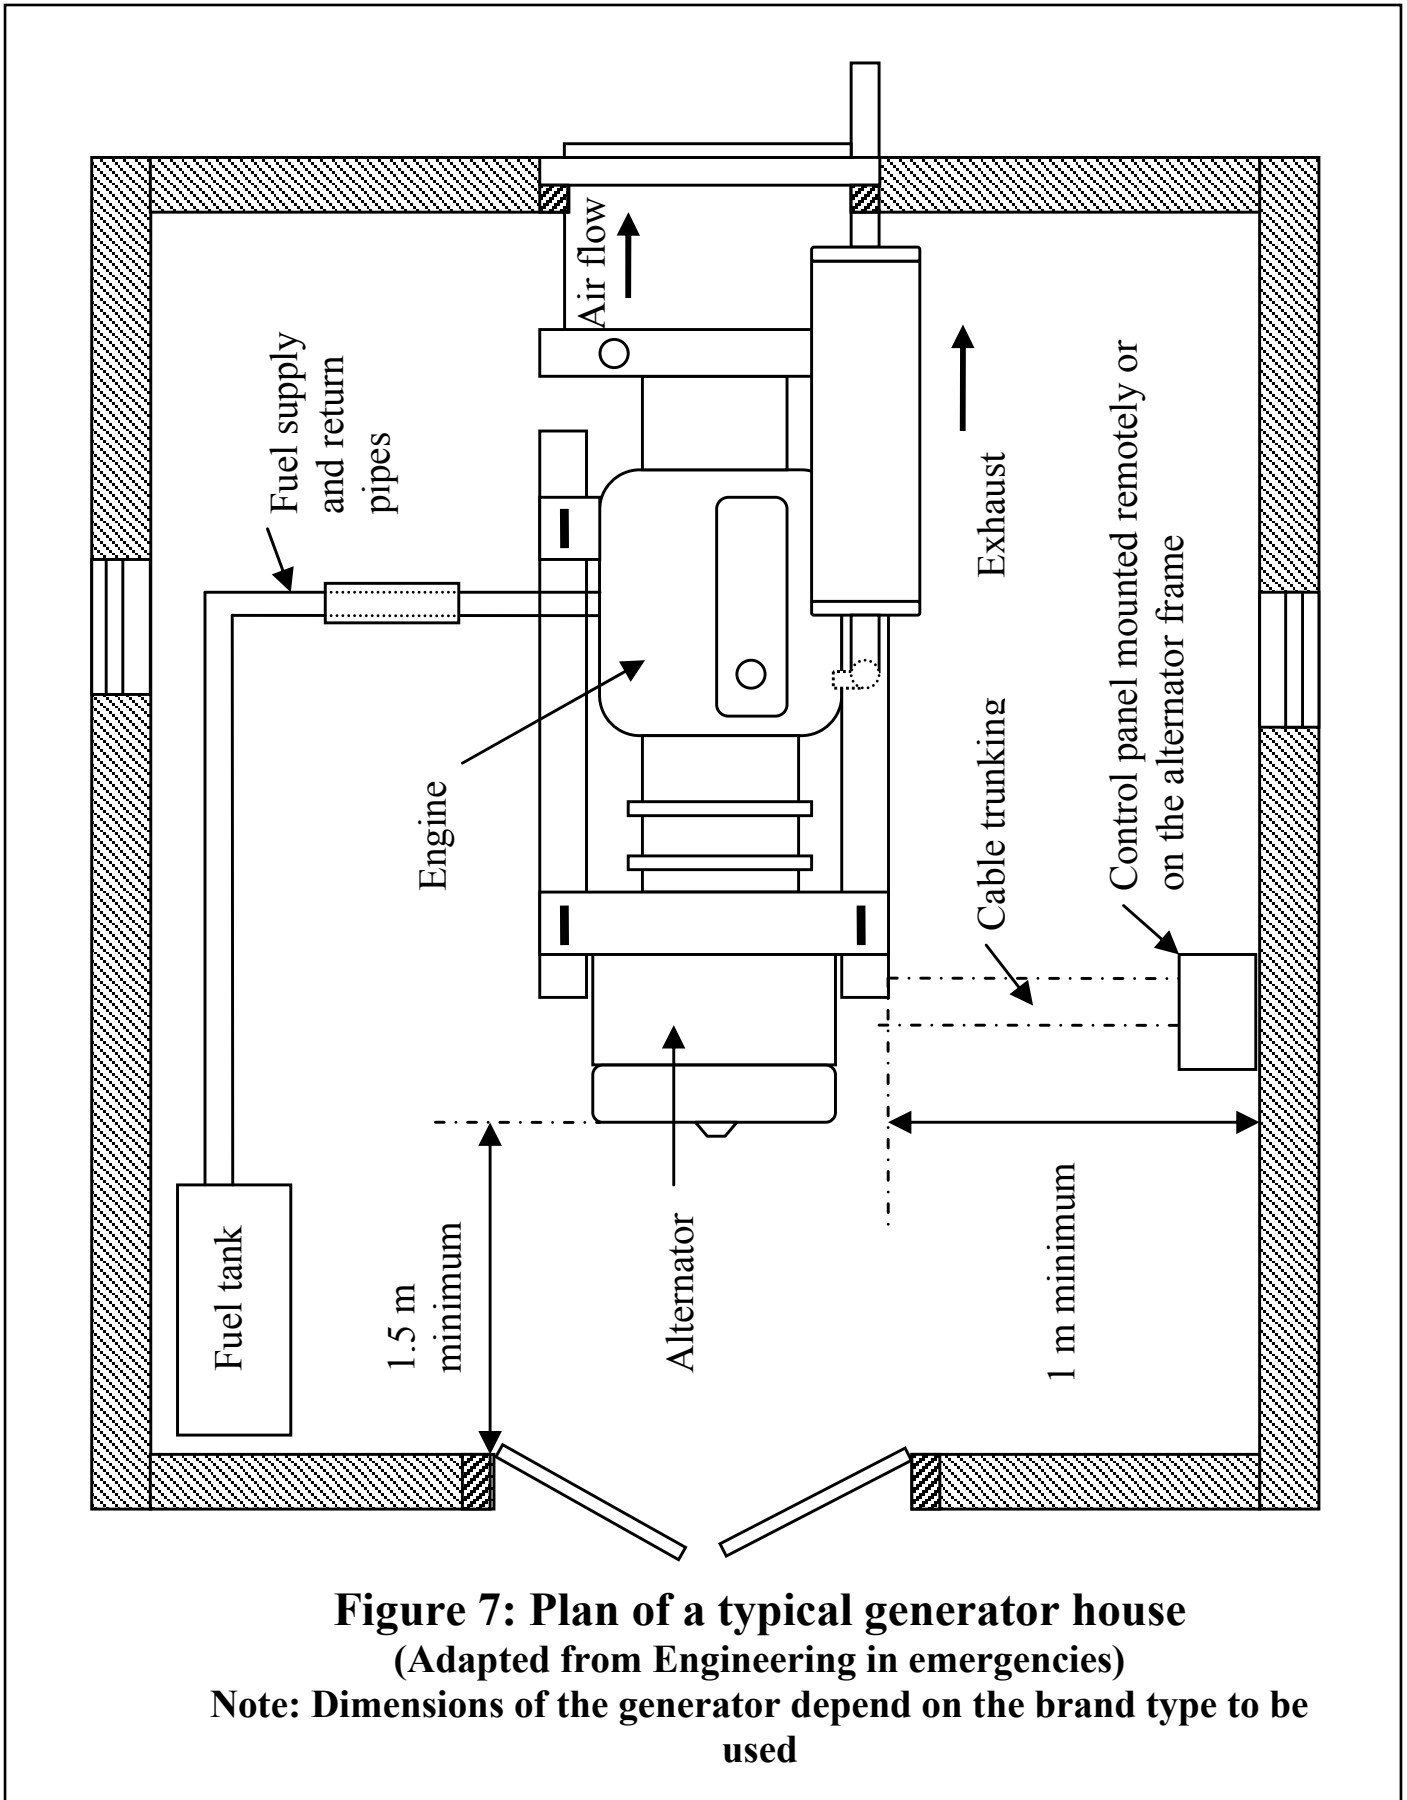 Air flow
Fuel supply
and return
pipes
Exhaust
Control panel mounted remotely or
on the alternator frame
Cable trunking
Engine
Fuel tank
1.5 m
minimum
Alternator
1 m minimum
Figure 7: Plan of a typical generator house
(Adapted from Engineering in emergencies)
Note: Dimensions of the generator depend on the brand type to be
used